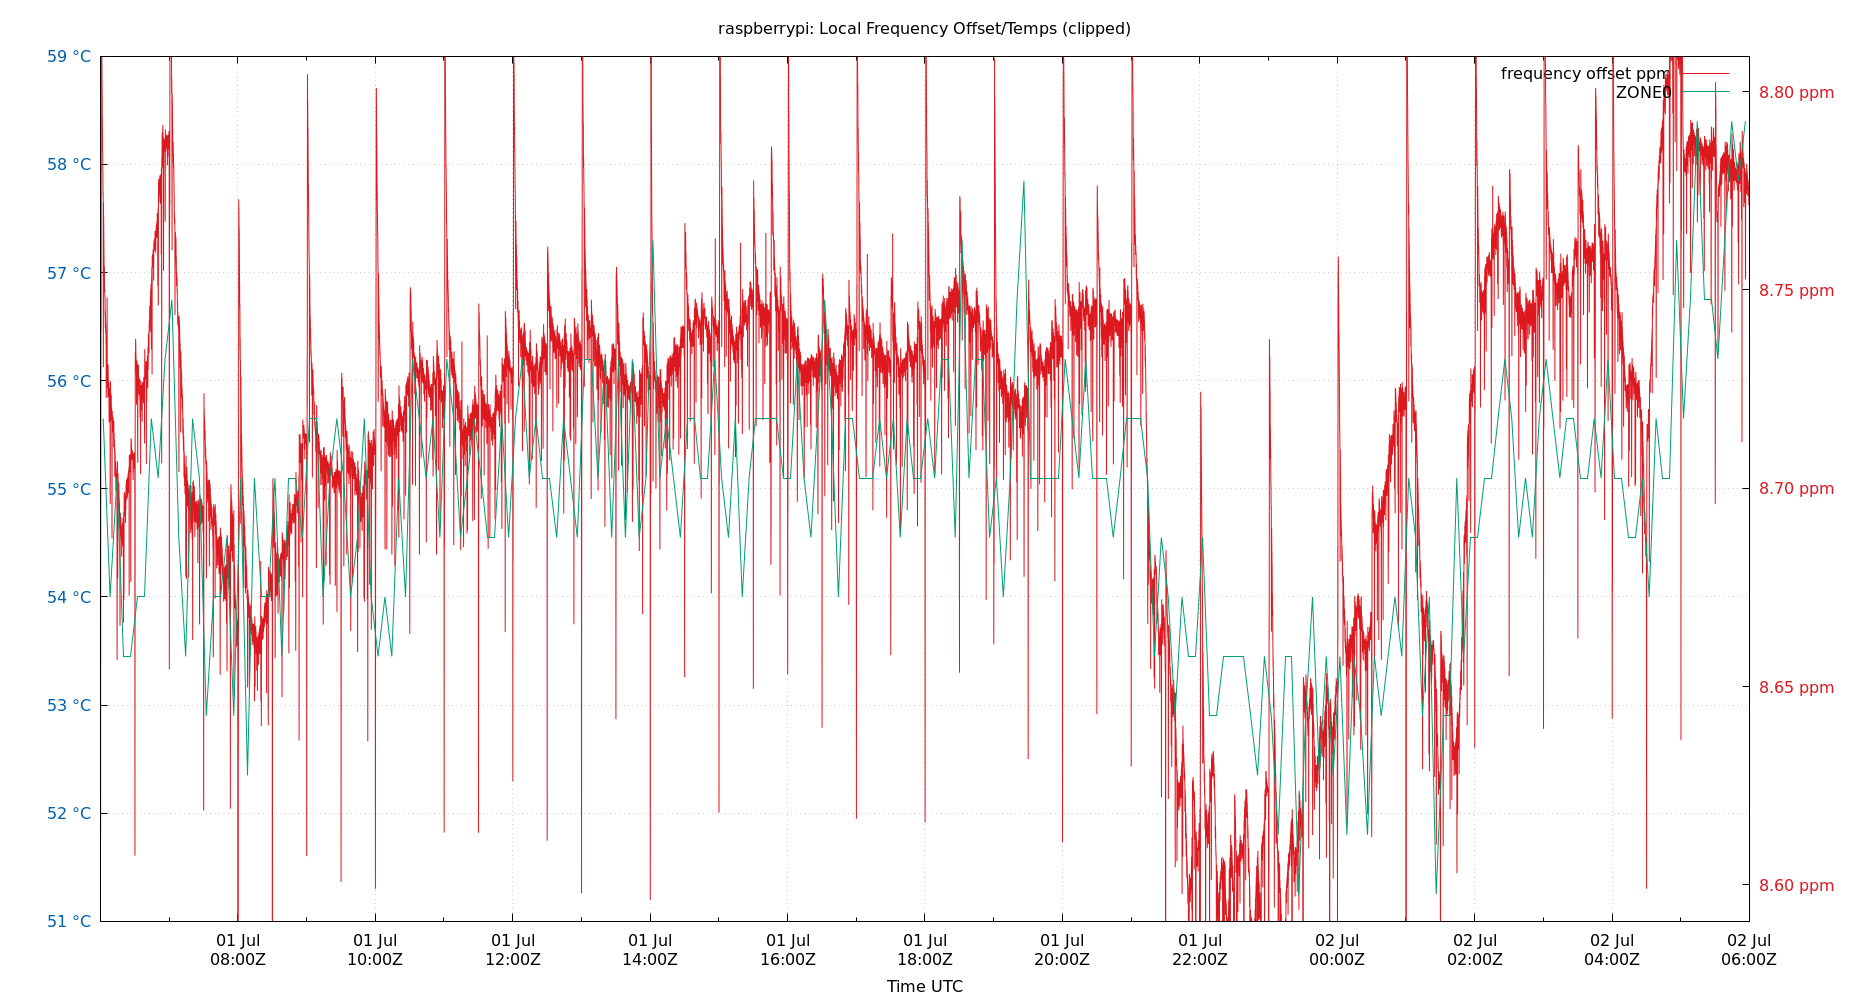 raspberrypi: Local Frequency Offset/Temps (clipped)
59 °C
58 °C
57 °C
56 °C
55 °C
54 °C
53 °C
52 °C
51 °C
frequency offset ppm
ZONE0
8.80 ppm
8.75 ppm
8.70 ppm
8.65 ppm
8.60 ppm
01 Jul
08:00Z
01 Jul
10:00Z
01 Jul
12:00Z
01 Jul
14:00Z
01 Jul
16:00Z
01 Jul
18:00Z
01 Jul
20:00Z
01 Jul
22:00Z
02 Jul
00:00Z
02 Jul
02:00Z
02 Jul
04:00Z
02 Jul
06:00Z
Time UTC